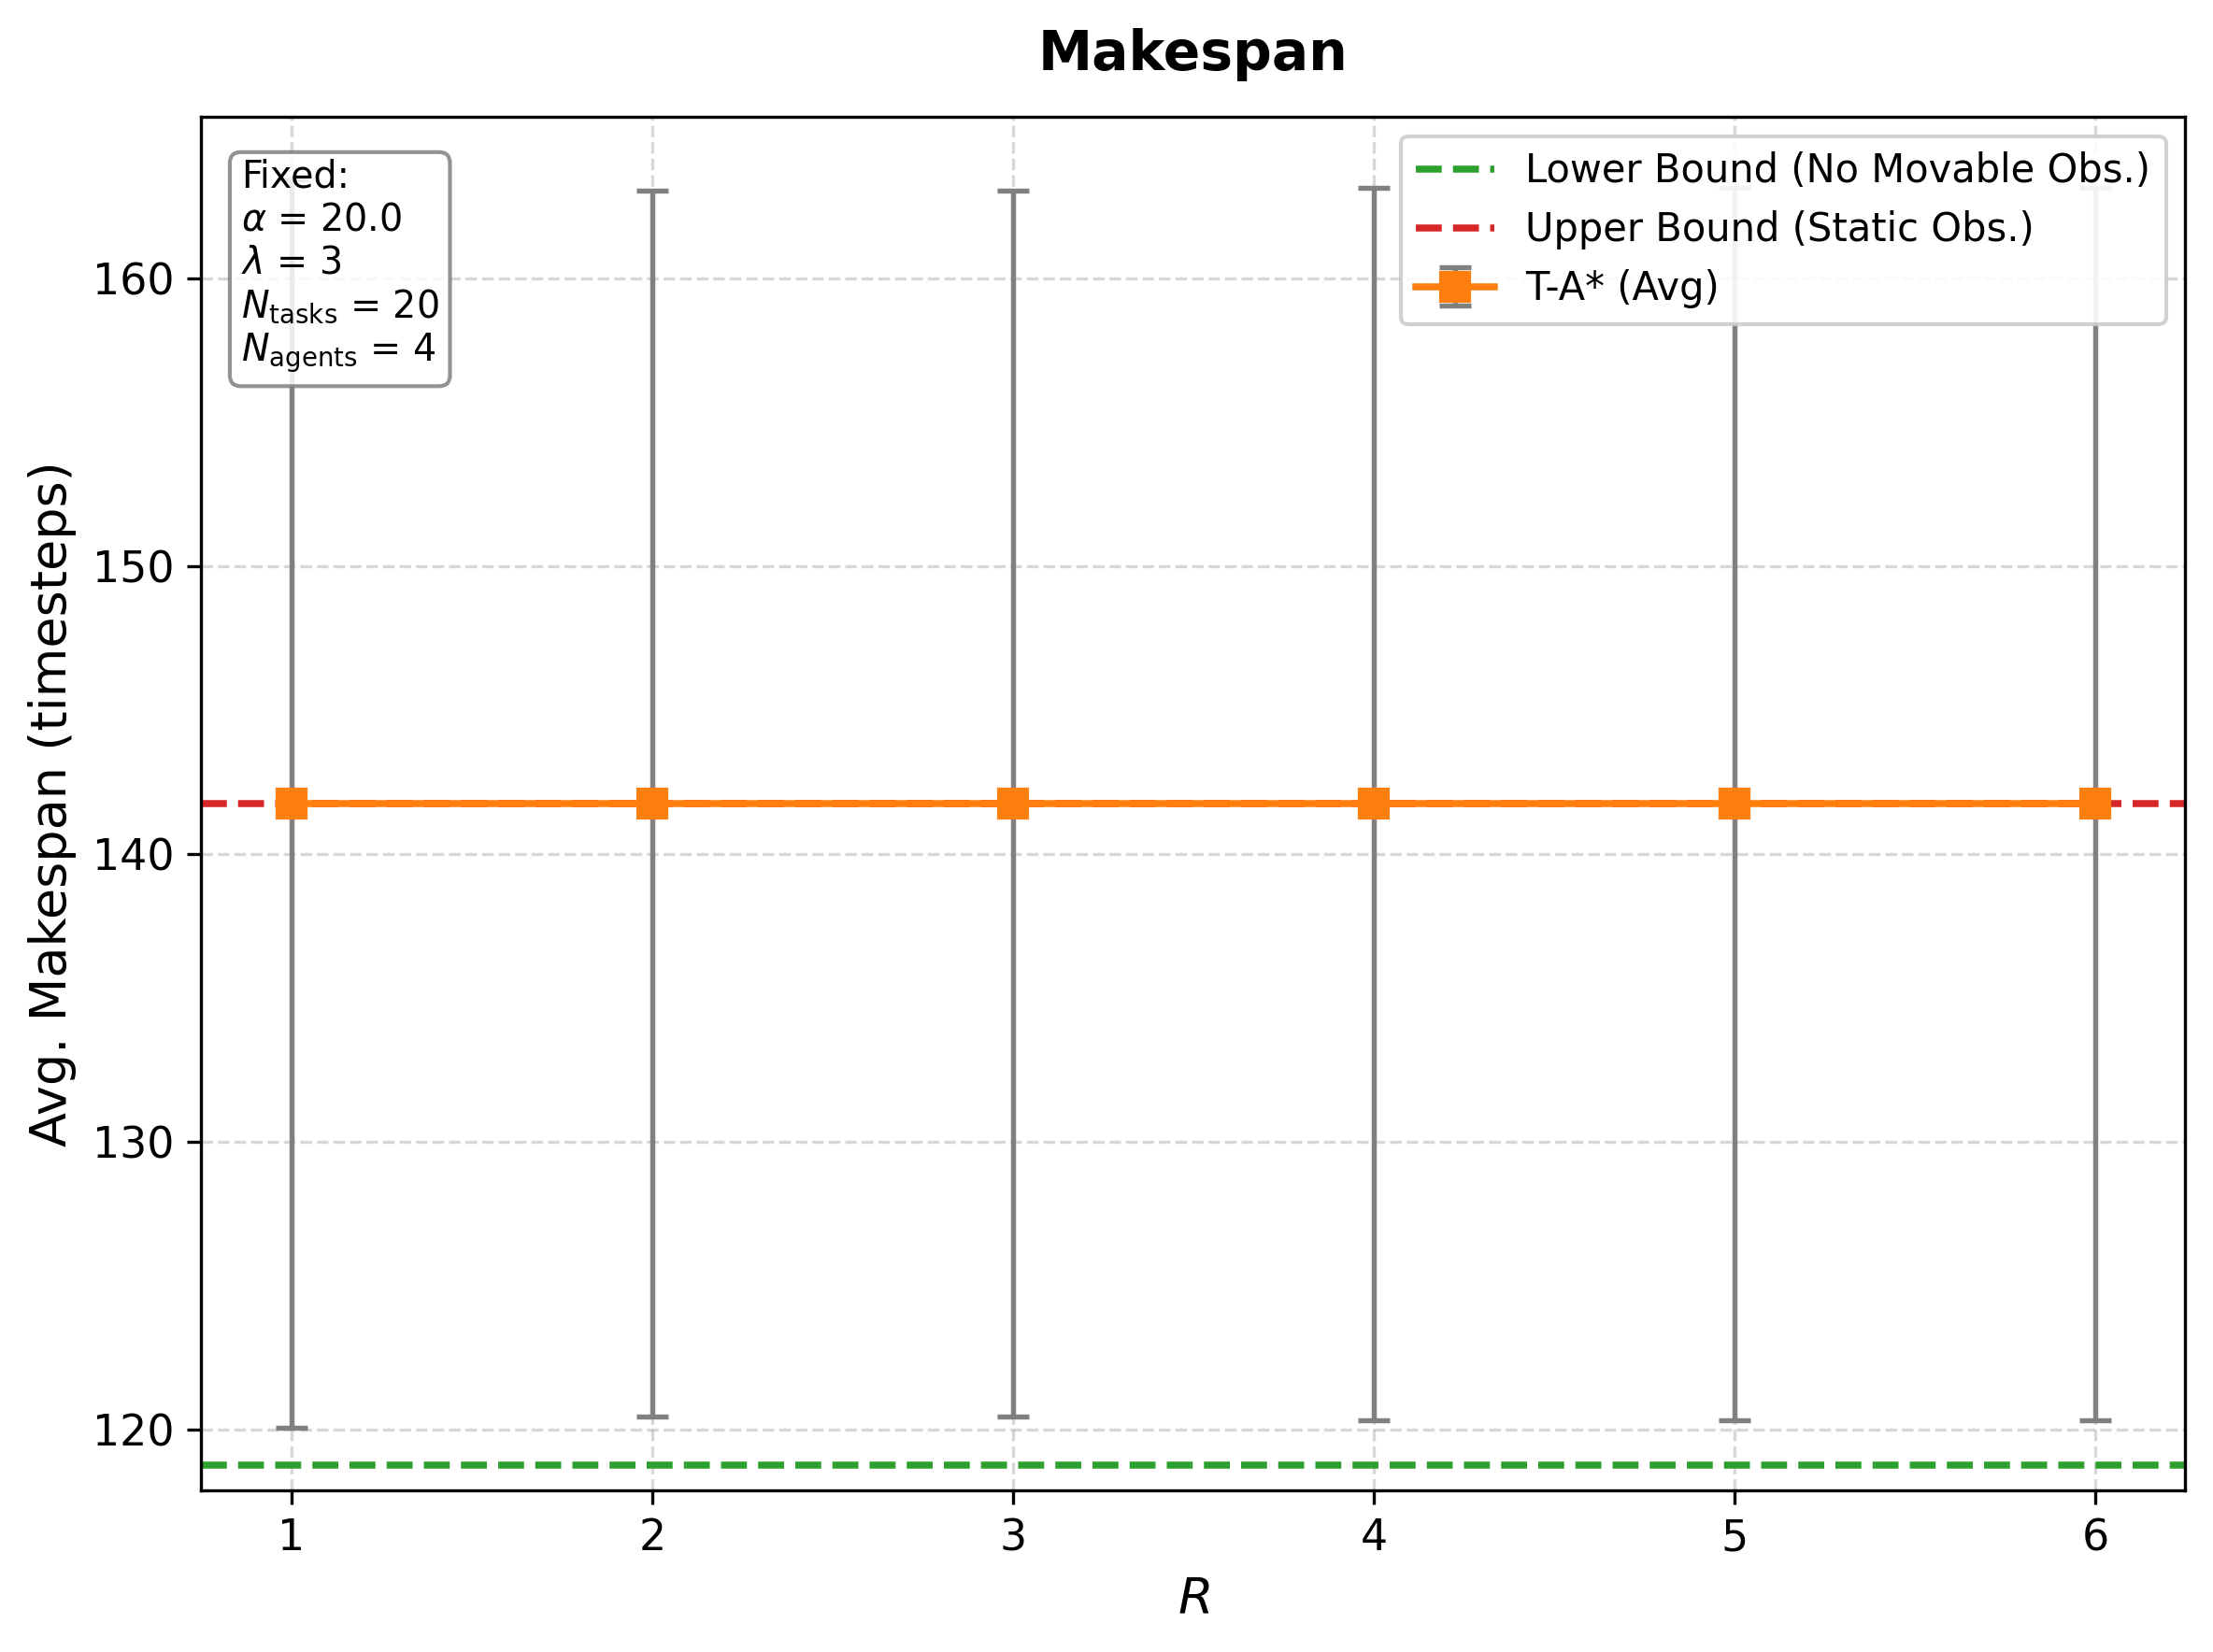 Makespan
Fixed:
α = 20.0
λ = 3
N_tasks = 20
N_agents = 4
Lower Bound (No Movable Obs.)
Upper Bound (Static Obs.)
T-A* (Avg)
Avg. Makespan (timesteps)
160
150
140
130
120
1 2 3 4 5 6
R